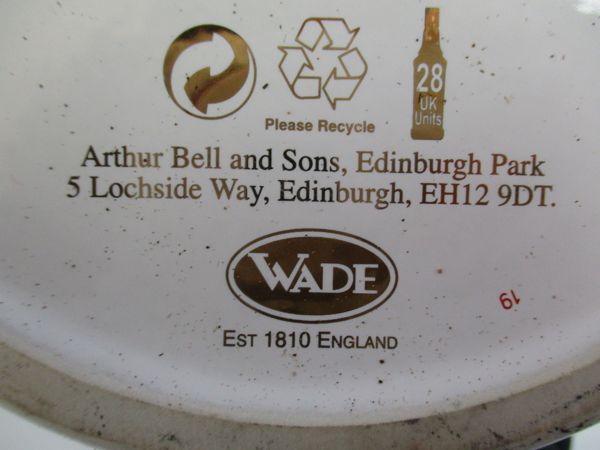 28
UK
Units
Please Recycle
Arthur Bell and Sons, Edinburgh Park
5 Lochside Way, Edinburgh, EH12 9DT.
WADE
EST 1810 ENGLAND
19